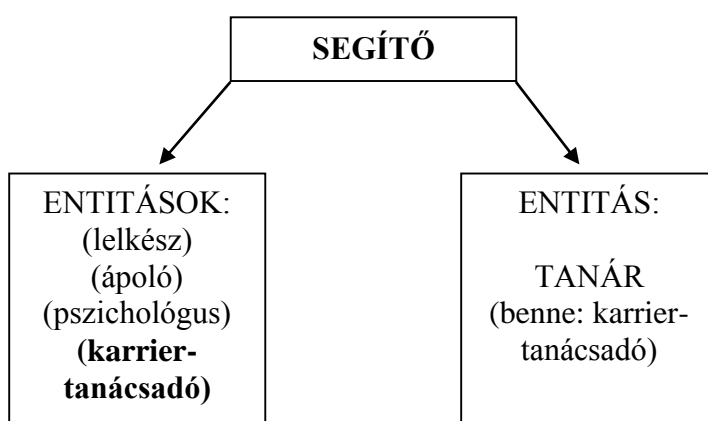 SEGÍTŐ
ENTITÁSOK:
(lelkész)
(ápoló)
(pszichológus)
(karrier-
tanácsadó)
ENTITÁS:
TANÁR
(benne: karrier-
tanácsadó)